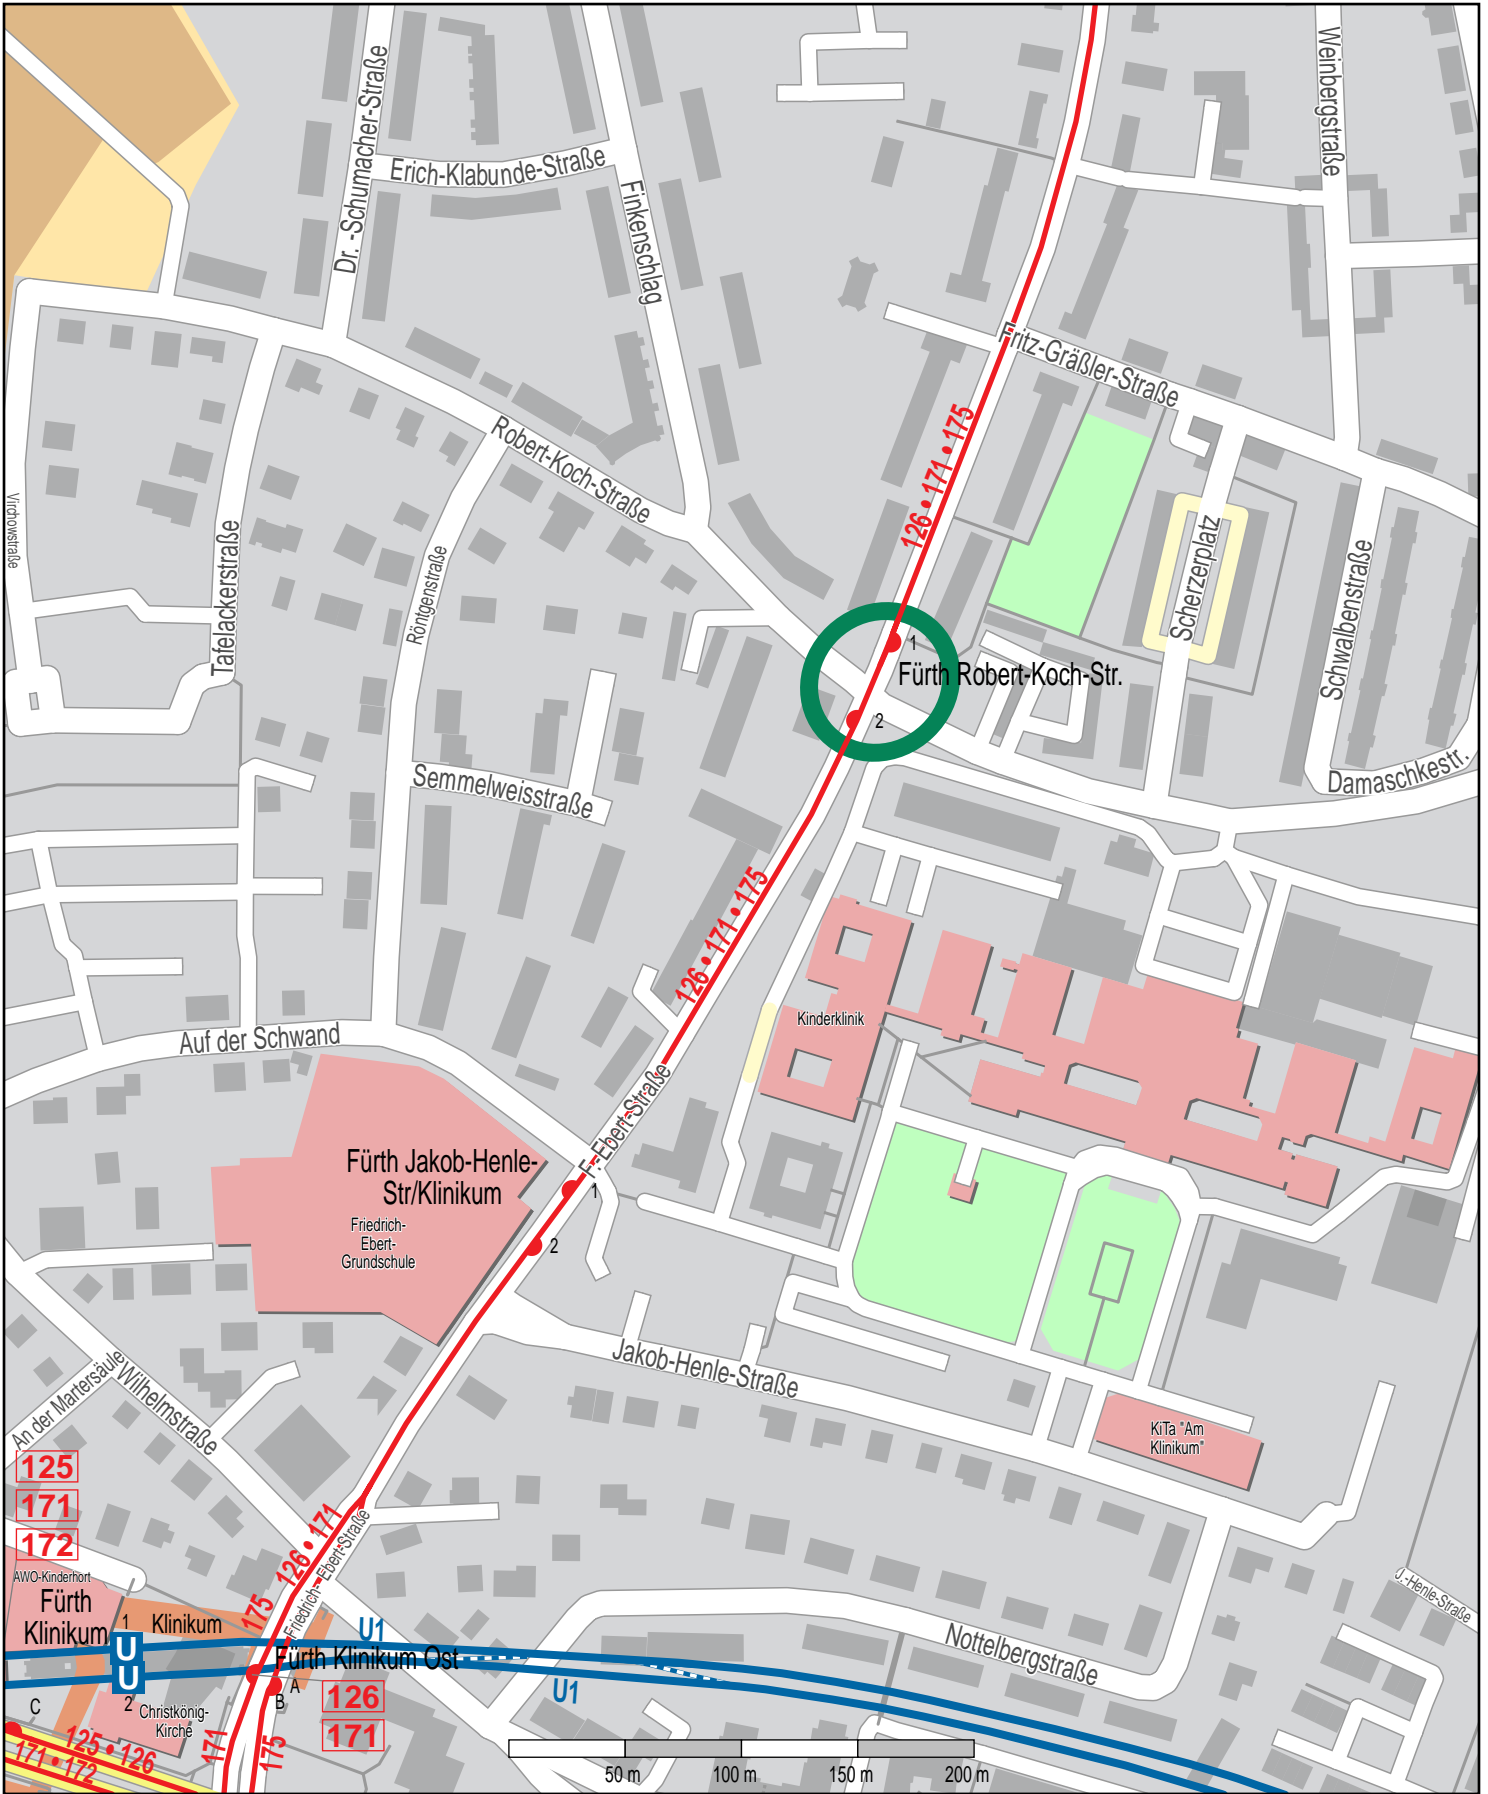 Weinbergstraße
Dr. -Schumacher-Straße
Erich-Klabunde-Straße
Finkenschlag
Fritz-Gräßler-Straße
126 • 171 • 175
Robert-Koch-Straße
Virchowstraße
Tafelackerstraße
Röntgenstraße
Scherzerplatz
Schwalbenstraße
1
Fürth Robert-Koch-Str.
2
Damaschkestr.
Semmelweisstraße
126 • 171 • 175
Kinderklinik
Auf der Schwand
F.-Ebert-Straße
Fürth Jakob-Henle-
Str/Klinikum
1
Friedrich-
Ebert-
Grundschule
2
Jakob-Henle-Straße
An der Martersäule
Wilhelmstraße
KiTa "Am
Klinikum"
125
171
172
126 • 171
Friedrich- Ebert-Straße
AWO-Kinderhort
Fürth
Klinikum
1
Klinikum
175
U1
J.-Henle-Straße
Nottelbergstraße
U
U
Fürth Klinikum Ost
A
B
126
171
U1
C
2
Christkönig-
Kirche
125 • 126
171 • 172
171
175
50 m
100 m
150 m
200 m